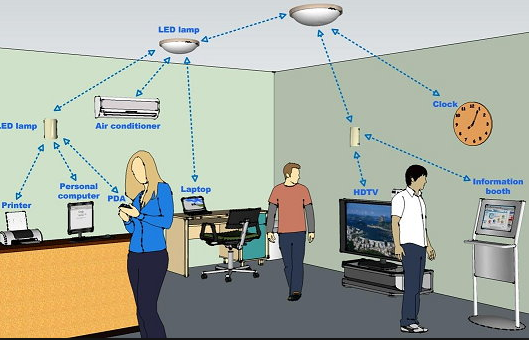 LED lamp
LED lamp
Air conditioner
Clock
Printer
Personal
computer
PDA
Laptop
HDTV
Information
booth